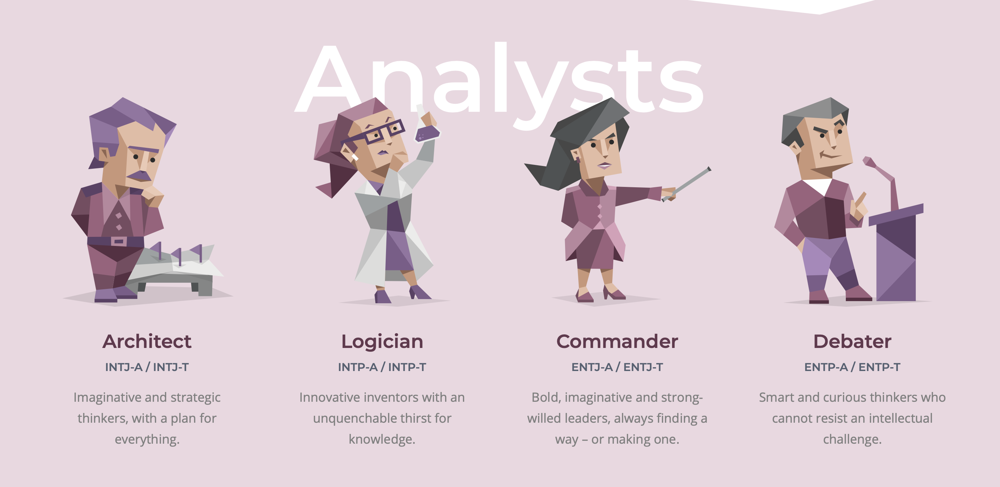 Analysts
Architect
INTJ-A / INTJ-T
Imaginative and strategic
thinkers, with a plan for
everything.
Logician
INTP-A / INTP-T
Innovative inventors with an
unquenchable thirst for
knowledge.
Commander
ENTJ-A / ENTJ-T
Bold, imaginative and strong-
willed leaders, always finding a
way – or making one.
Debater
ENTP-A / ENTP-T
Smart and curious thinkers who
cannot resist an intellectual
challenge.